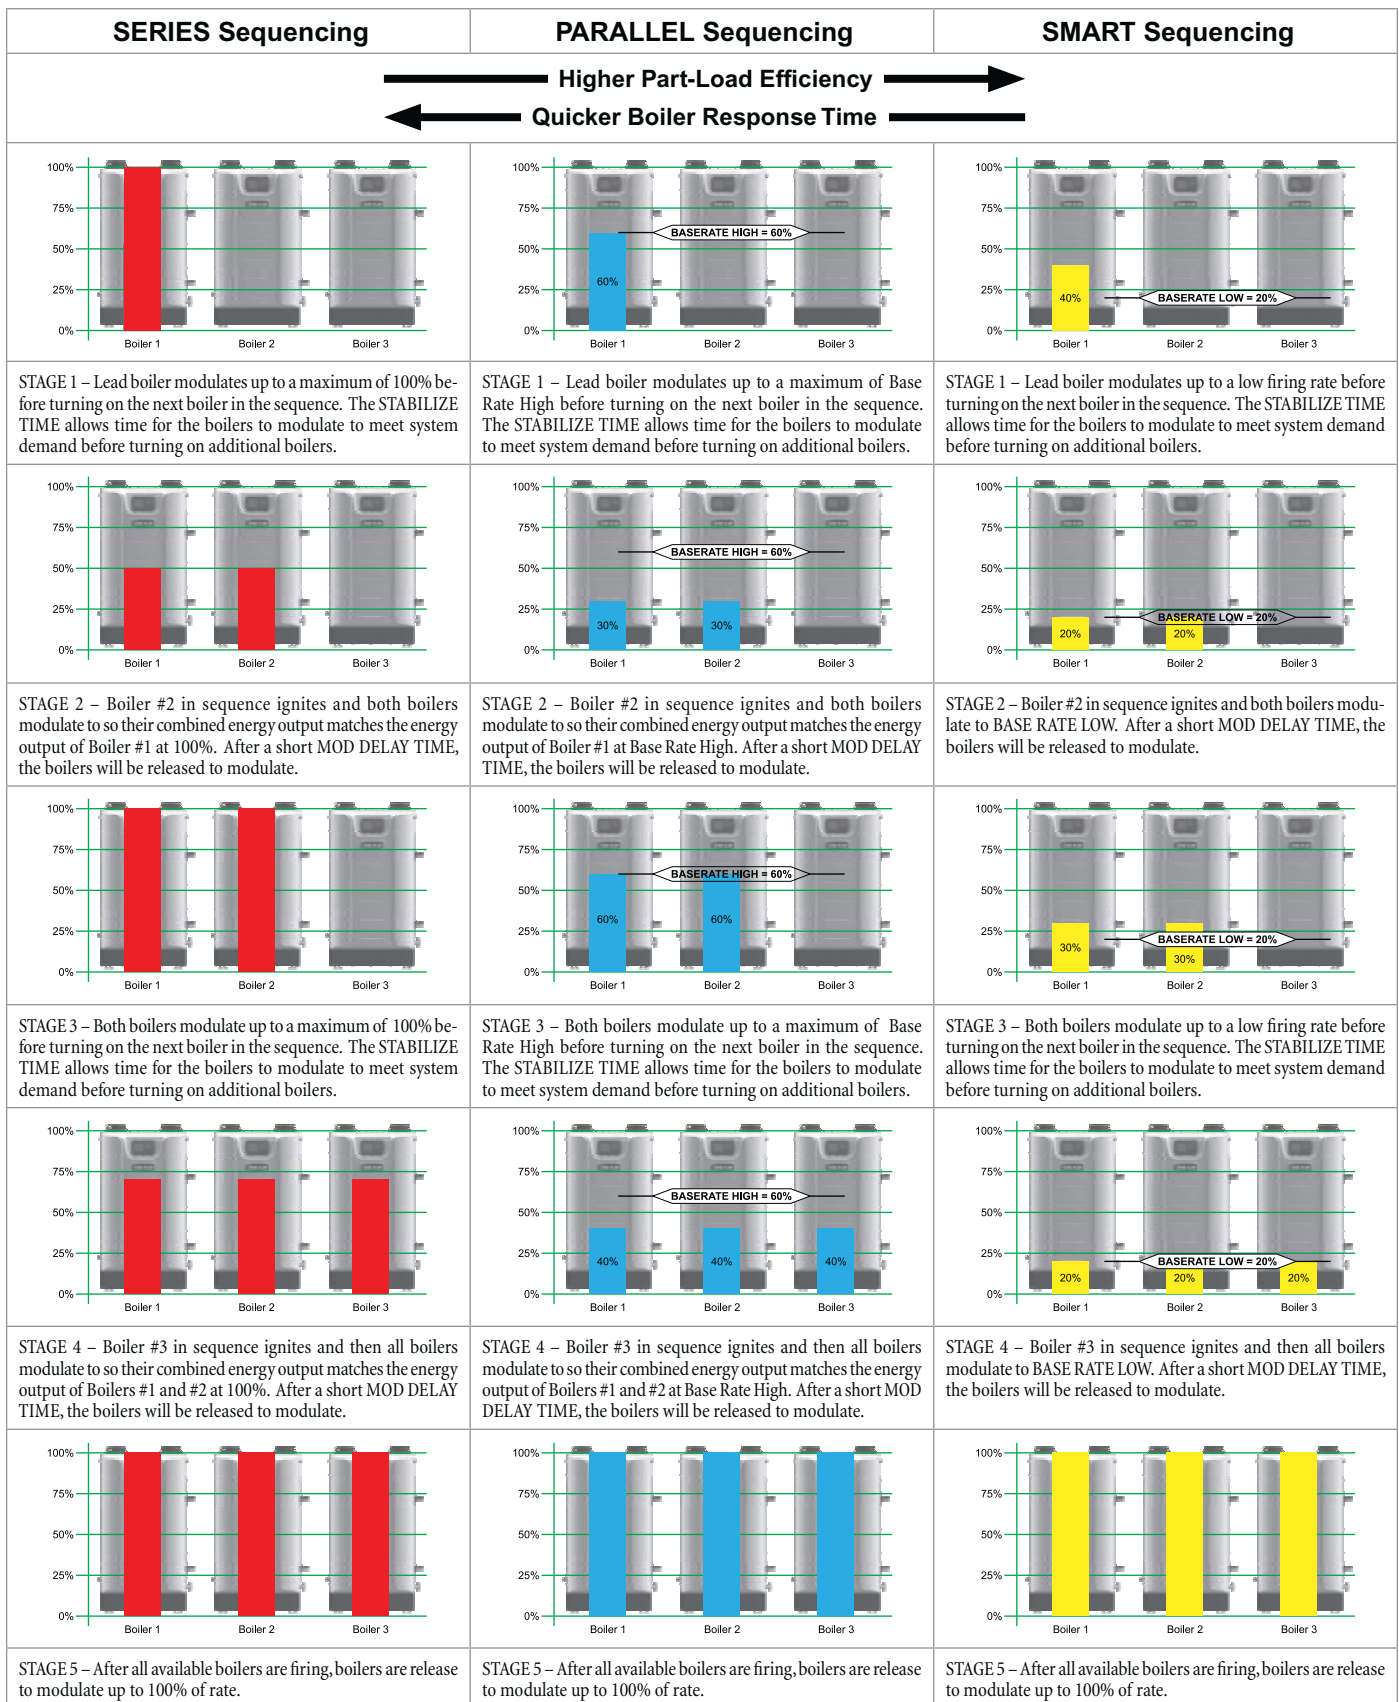 SERIES Sequencing
PARALLEL Sequencing
SMART Sequencing
Higher Part-Load Efficiency
Quicker Boiler Response Time
100%
75%
50%
25%
0%
Boiler 1 Boiler 2 Boiler 3
100%
75%
BASERATE HIGH = 60%
50%
60%
25%
0%
Boiler 1 Boiler 2 Boiler 3
100%
75%
50%
25%
40% BASERATE LOW = 20%
0%
Boiler 1 Boiler 2 Boiler 3
STAGE 1 – Lead boiler modulates up to a maximum of 100% be-
fore turning on the next boiler in the sequence. The STABILIZE
TIME allows time for the boilers to modulate to meet system
demand before turning on additional boilers.
STAGE 1 – Lead boiler modulates up to a maximum of Base
Rate High before turning on the next boiler in the sequence.
The STABILIZE TIME allows time for the boilers to modulate
to meet system demand before turning on additional boilers.
STAGE 1 – Lead boiler modulates up to a low firing rate before
turning on the next boiler in the sequence. The STABILIZE TIME
allows time for the boilers to modulate to meet system demand
before turning on additional boilers.
100%
75%
50%
25%
0%
Boiler 1 Boiler 2 Boiler 3
100%
75%
BASERATE HIGH = 60%
50%
25%
30% 30%
0%
Boiler 1 Boiler 2 Boiler 3
100%
75%
50%
25%
BASERATE LOW = 20%
20% 20%
0%
Boiler 1 Boiler 2 Boiler 3
STAGE 2 – Boiler #2 in sequence ignites and both boilers
modulate to so their combined energy output matches the energy
output of Boiler #1 at 100%. After a short MOD DELAY TIME,
the boilers will be released to modulate.
STAGE 2 – Boiler #2 in sequence ignites and both boilers
modulate to so their combined energy output matches the energy
output of Boiler #1 at Base Rate High. After a short MOD DELAY
TIME, the boilers will be released to modulate.
STAGE 2 – Boiler #2 in sequence ignites and both boilers modu-
late to BASE RATE LOW. After a short MOD DELAY TIME, the
boilers will be released to modulate.
100%
75%
50%
25%
0%
Boiler 1 Boiler 2 Boiler 3
100%
75%
BASERATE HIGH = 60%
50%
60% 60%
25%
0%
Boiler 1 Boiler 2 Boiler 3
100%
75%
50%
25%
BASERATE LOW = 20%
30% 30%
0%
Boiler 1 Boiler 2 Boiler 3
STAGE 3 – Both boilers modulate up to a maximum of 100% be-
fore turning on the next boiler in the sequence. The STABILIZE
TIME allows time for the boilers to modulate to meet system
demand before turning on additional boilers.
STAGE 3 – Both boilers modulate up to a maximum of Base
Rate High before turning on the next boiler in the sequence.
The STABILIZE TIME allows time for the boilers to modulate
to meet system demand before turning on additional boilers.
STAGE 3 – Both boilers modulate up to a low firing rate before
turning on the next boiler in the sequence. The STABILIZE TIME
allows time for the boilers to modulate to meet system demand
before turning on additional boilers.
100%
75%
50%
25%
0%
Boiler 1 Boiler 2 Boiler 3
100%
75%
BASERATE HIGH = 60%
50%
25%
40% 40% 40%
0%
Boiler 1 Boiler 2 Boiler 3
100%
75%
50%
25%
BASERATE LOW = 20%
20% 20% 20%
0%
Boiler 1 Boiler 2 Boiler 3
STAGE 4 – Boiler #3 in sequence ignites and then all boilers
modulate to so their combined energy output matches the energy
output of Boilers #1 and #2 at 100%. After a short MOD DELAY
TIME, the boilers will be released to modulate.
STAGE 4 – Boiler #3 in sequence ignites and then all boilers
modulate to so their combined energy output matches the energy
output of Boilers #1 and #2 at Base Rate High. After a short MOD
DELAY TIME, the boilers will be released to modulate.
STAGE 4 – Boiler #3 in sequence ignites and then all boilers
modulate to BASE RATE LOW. After a short MOD DELAY TIME,
the boilers will be released to modulate.
100%
75%
50%
25%
0%
Boiler 1 Boiler 2 Boiler 3
100%
75%
50%
25%
0%
Boiler 1 Boiler 2 Boiler 3
100%
75%
50%
25%
0%
Boiler 1 Boiler 2 Boiler 3
STAGE 5 – After all available boilers are firing, boilers are release
to modulate up to 100% of rate.
STAGE 5 – After all available boilers are firing, boilers are release
to modulate up to 100% of rate.
STAGE 5 – After all available boilers are firing, boilers are release
to modulate up to 100% of rate.